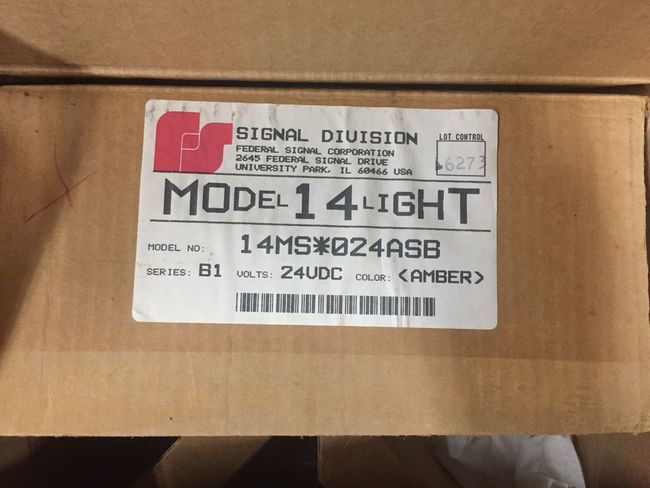 SIGNAL DIVISION
FEDERAL SIGNAL CORPORATION
2645 FEDERAL SIGNAL DRIVE
UNIVERSITY PARK, IL 60466 USA
LOT CONTROL
6273
MODEL 14 LIGHT
MODEL NO: 14MS*024ASB
SERIES: B1 VOLTS: 24VDC COLOR: <AMBER>